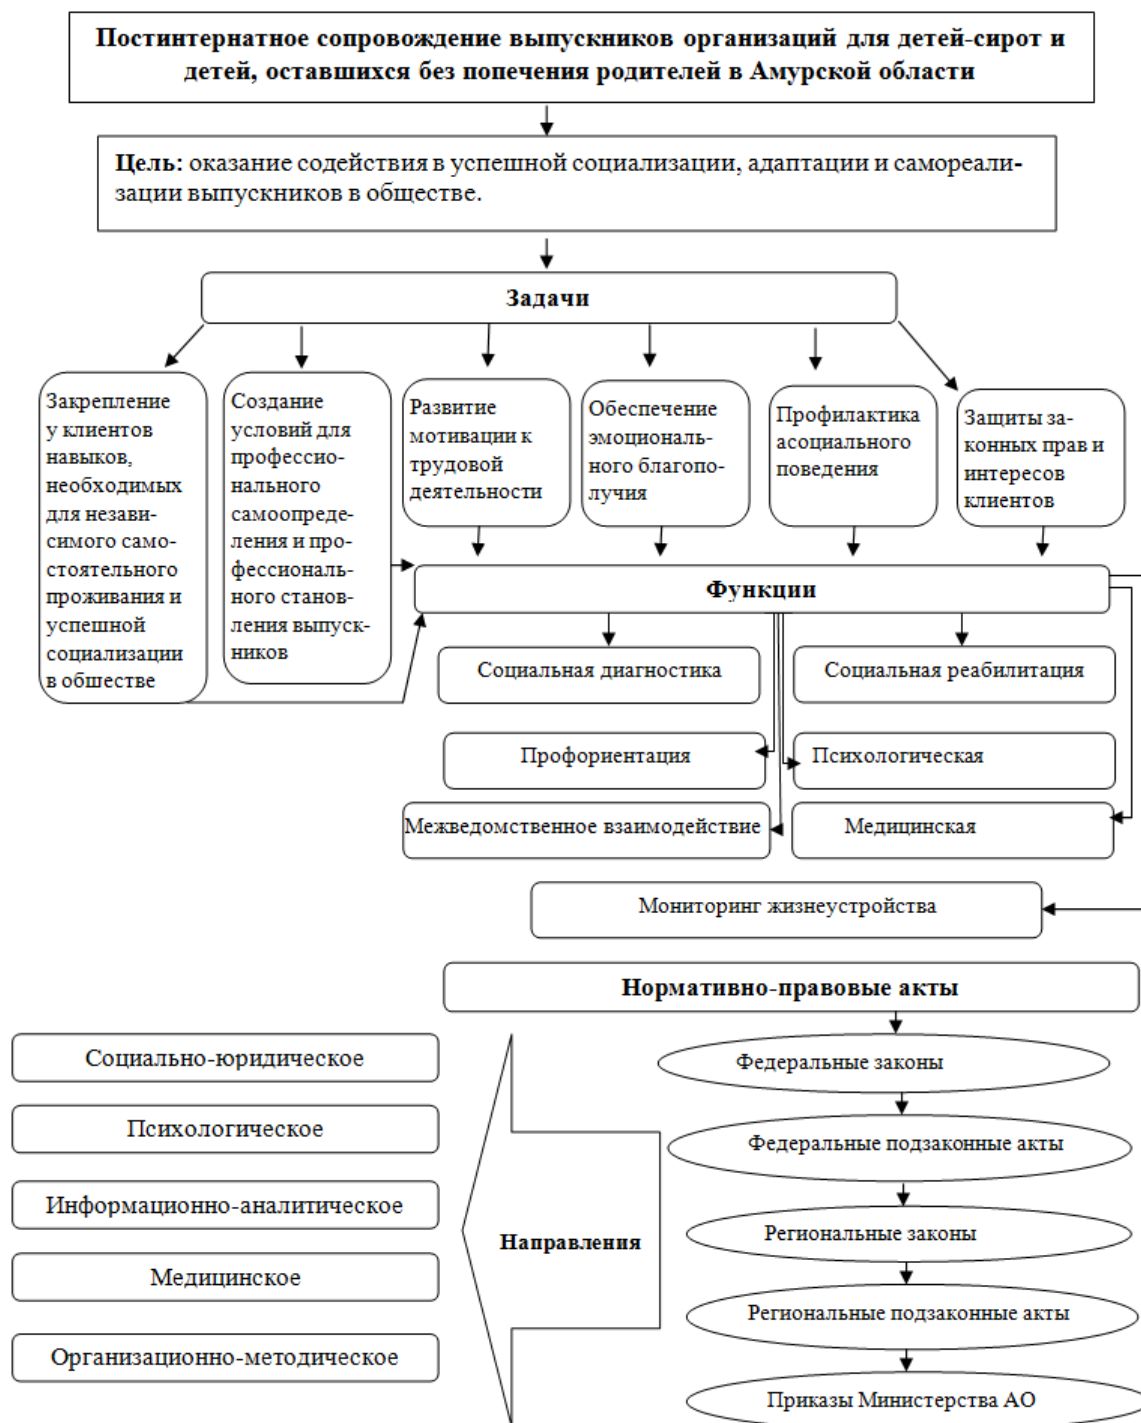 Постинтернатное сопровождение выпускников организаций для детей-сирот и
детей, оставшихся без попечения родителей в Амурской области
Цель: оказание содействия в успешной социализации, адаптации и самореали-
зации выпускников в обществе.
Задачи
Закрепление
у клиентов
навыков,
необходимых
для незави-
симого само-
стоятельного
проживания и
успешной
социализации
в обшестве
Создание
условий для
профессио-
нального
самоопреде-
ления и про-
фессиональ-
ного станов-
ления выпуск-
ников
Развитие
мотивации к
трудовой
деятельности
Обеспечение
эмоциональ-
ного благопо-
лучия
Профилактика
асоциального
поведения
Защиты за-
конных прав и
интересов
клиентов
Функции
Социальная диагностика
Социальная реабилитация
Профориентация
Психологическая
Межведомственное взаимодействие
Медицинская
Мониторинг жизнеустройства
Нормативно-правовые акты
Социально-юридическое
Психологическое
Информационно-аналитическое
Медицинское
Организационно-методическое
Направления
Федеральные законы
Федеральные подзаконные акты
Региональные законы
Региональные подзаконные акты
Приказы Министерства АО